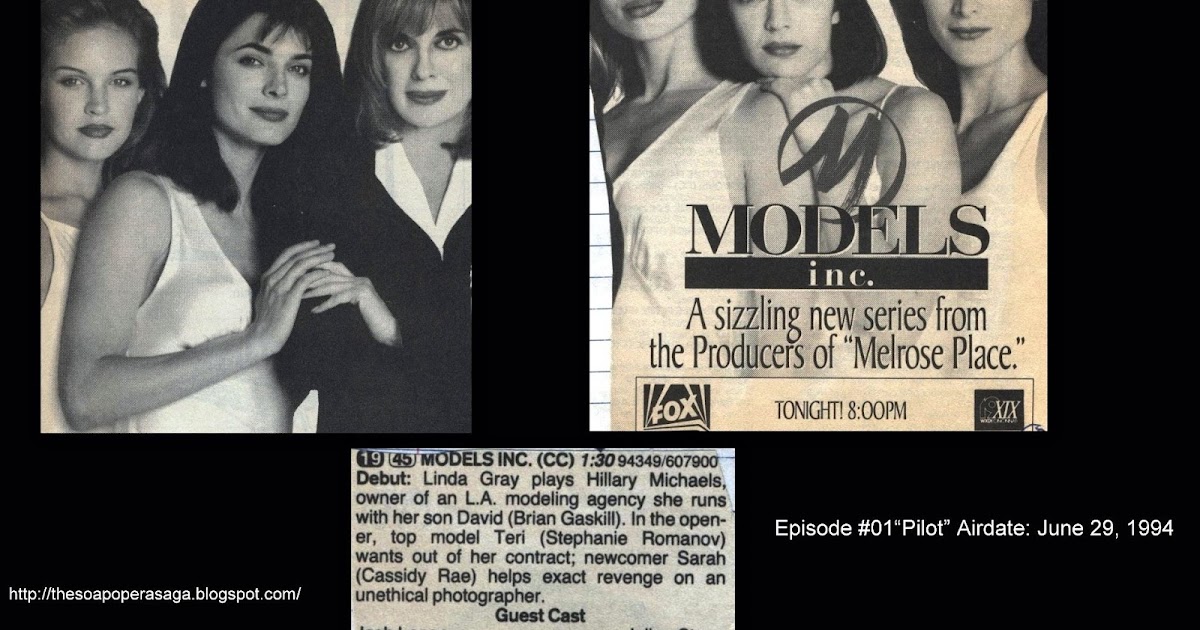 M
MODELS
inc.
A sizzling new series from
the Producers of “Melrose Place.”
FOX
TONIGHT! 8:00PM
XIX
19 45 MODELS INC. (CC) 1:30 94349/607900
Debut: Linda Gray plays Hillary Michaels,
owner of an L.A. modeling agency she runs
with her son David (Brian Gaskill). In the open-
er, top model Teri (Stephanie Romanov)
wants out of her contract; newcomer Sarah
(Cassidy Rae) helps exact revenge on an
unethical photographer.
Guest Cast
Episode #01“Pilot” Airdate: June 29, 1994
http://thesoapoperasaga.blogspot.com/